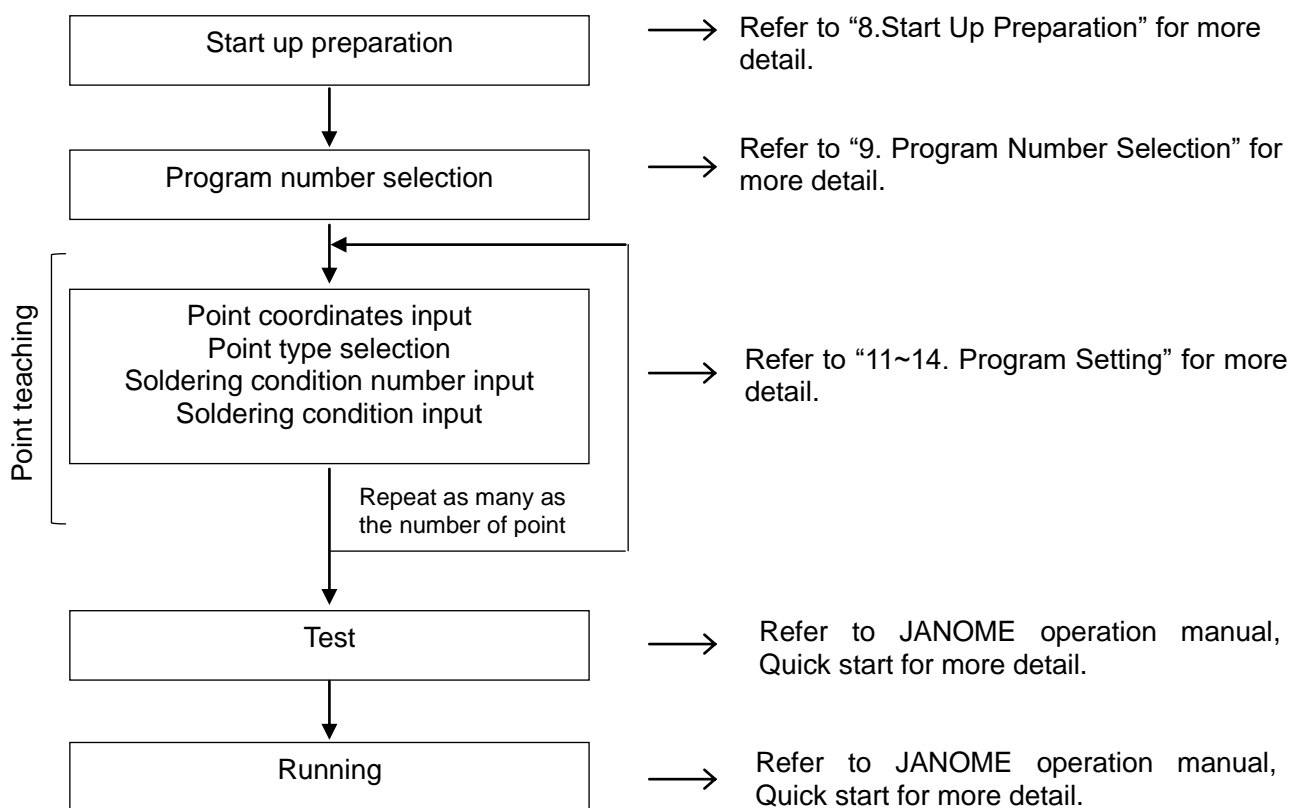 Start up preparation
Refer to “8.Start Up Preparation” for more
detail.
Program number selection
Refer to “9. Program Number Selection” for
more detail.
Point teaching
Point coordinates input
Point type selection
Soldering condition number input
Soldering condition input
Refer to “11~14. Program Setting” for more
detail.
Repeat as many as
the number of point
Test
Refer to JANOME operation manual,
Quick start for more detail.
Running
Refer to JANOME operation manual,
Quick start for more detail.